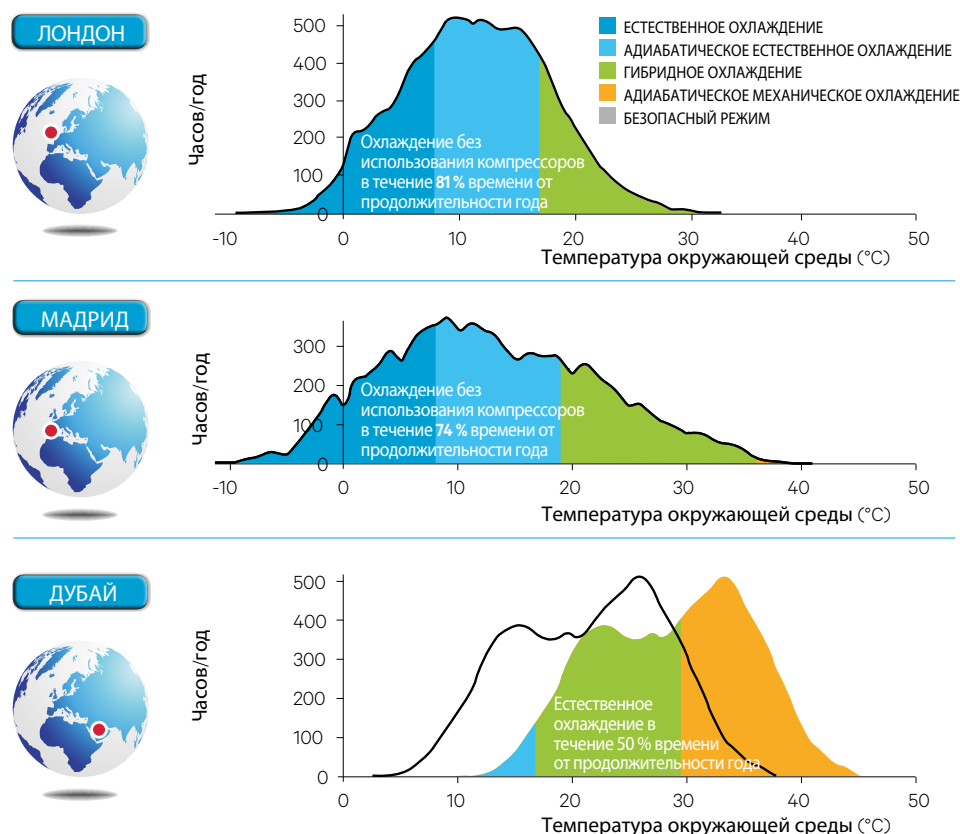 ЛОНДОН
500
400
300
200
100
0
Часов/год
Охлаждение без
использования компрессоров
в течение 81 % времени от
продолжительности года
-10
0
10
20
30
40
50
Температура окружающей среды (°C)
ЕСТЕСТВЕННОЕ ОХЛАЖДЕНИЕ
АДИАБАТИЧЕСКОЕ ЕСТЕСТВЕННОЕ ОХЛАЖДЕНИЕ
ГИБРИДНОЕ ОХЛАЖДЕНИЕ
АДИАБАТИЧЕСКОЕ МЕХАНИЧЕСКОЕ ОХЛАЖДЕНИЕ
БЕЗОПАСНЫЙ РЕЖИМ
МАДРИД
300
200
100
0
Часов/год
Охлаждение без
использования компрессоров
в течение 74 % времени от
продолжительности года
-10
0
10
20
30
40
50
Температура окружающей среды (°C)
ДУБАЙ
500
400
300
200
100
0
Часов/год
Естественное
охлаждение в
течение 50 % времени
от продолжительности года
0
10
20
30
40
50
Температура окружающей среды (°C)